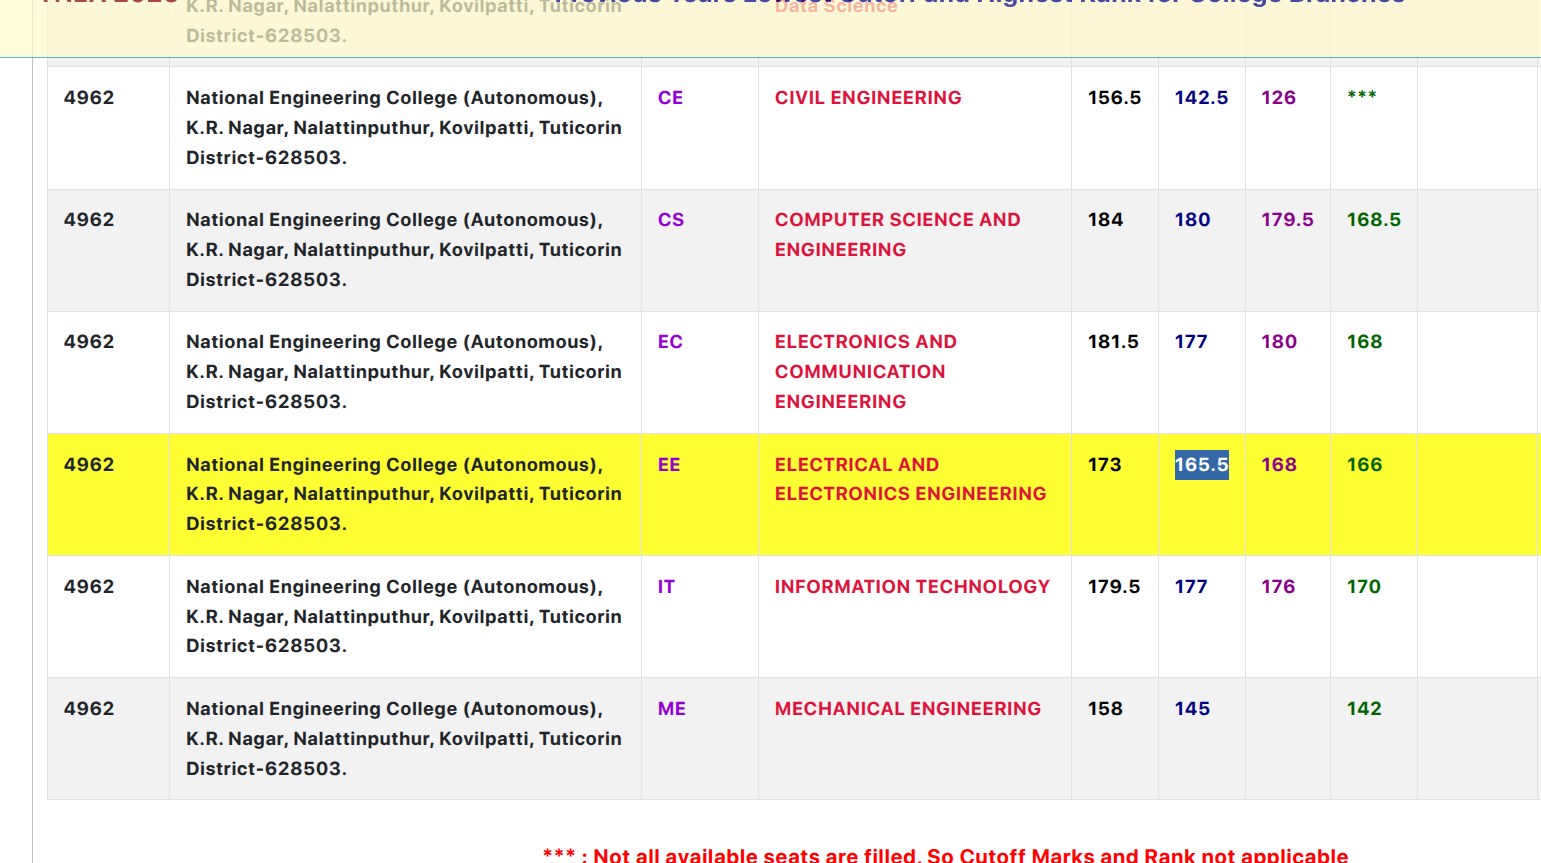 K.R. Nagar, Nalattinputhur, Kovilpatti, Tuticorin Data Science
District-628503.
4962 National Engineering College (Autonomous), CE CIVIL ENGINEERING 156.5 142.5 126 ***
K.R. Nagar, Nalattinputhur, Kovilpatti, Tuticorin
District-628503.
4962 National Engineering College (Autonomous), CS COMPUTER SCIENCE AND 184 180 179.5 168.5
K.R. Nagar, Nalattinputhur, Kovilpatti, Tuticorin ENGINEERING
District-628503.
4962 National Engineering College (Autonomous), EC ELECTRONICS AND 181.5 177 180 168
K.R. Nagar, Nalattinputhur, Kovilpatti, Tuticorin COMMUNICATION
District-628503. ENGINEERING
4962 National Engineering College (Autonomous), EE ELECTRICAL AND 173 165.5 168 166
K.R. Nagar, Nalattinputhur, Kovilpatti, Tuticorin ELECTRONICS ENGINEERING
District-628503.
4962 National Engineering College (Autonomous), IT INFORMATION TECHNOLOGY 179.5 177 176 170
K.R. Nagar, Nalattinputhur, Kovilpatti, Tuticorin
District-628503.
4962 National Engineering College (Autonomous), ME MECHANICAL ENGINEERING 158 145 142
K.R. Nagar, Nalattinputhur, Kovilpatti, Tuticorin
District-628503.
*** : Not all available seats are filled. So Cutoff Marks and Rank not applicable